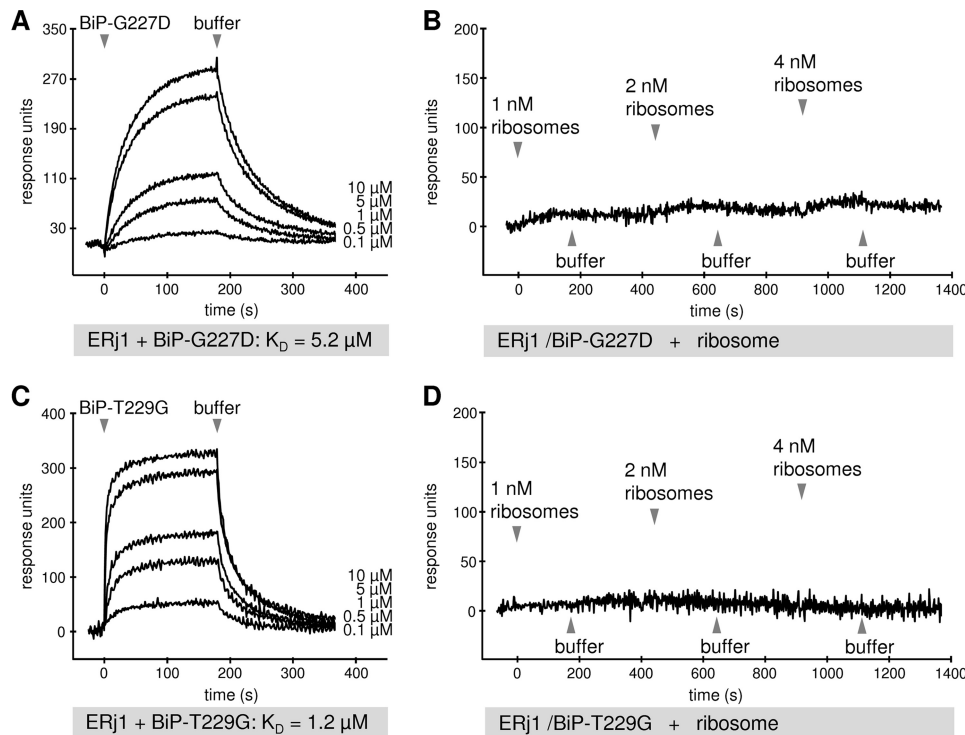 A
BiP-G227D buffer
350
270
190
110
30
response units
10 µM
5 µM
1 µM
0.5 µM
0.1 µM
0 100 200 300 400
time (s)
ERj1 + BiP-G227D: KD = 5.2 µM
B
200
150
100
50
0
response units
1 nM
ribosomes
2 nM
ribosomes
4 nM
ribosomes
buffer buffer buffer
0 200 400 600 800 1000 1200 1400
time (s)
ERj1 /BiP-G227D + ribosome
C
BiP-T229G buffer
400
300
200
100
0
response units
10 µM
5 µM
1 µM
0.5 µM
0.1 µM
0 100 200 300 400
time (s)
ERj1 + BiP-T229G: KD = 1.2 µM
D
200
150
100
50
0
response units
1 nM
ribosomes
2 nM
ribosomes
4 nM
ribosomes
buffer buffer buffer
0 200 400 600 800 1000 1200 1400
time (s)
ERj1 /BiP-T229G + ribosome